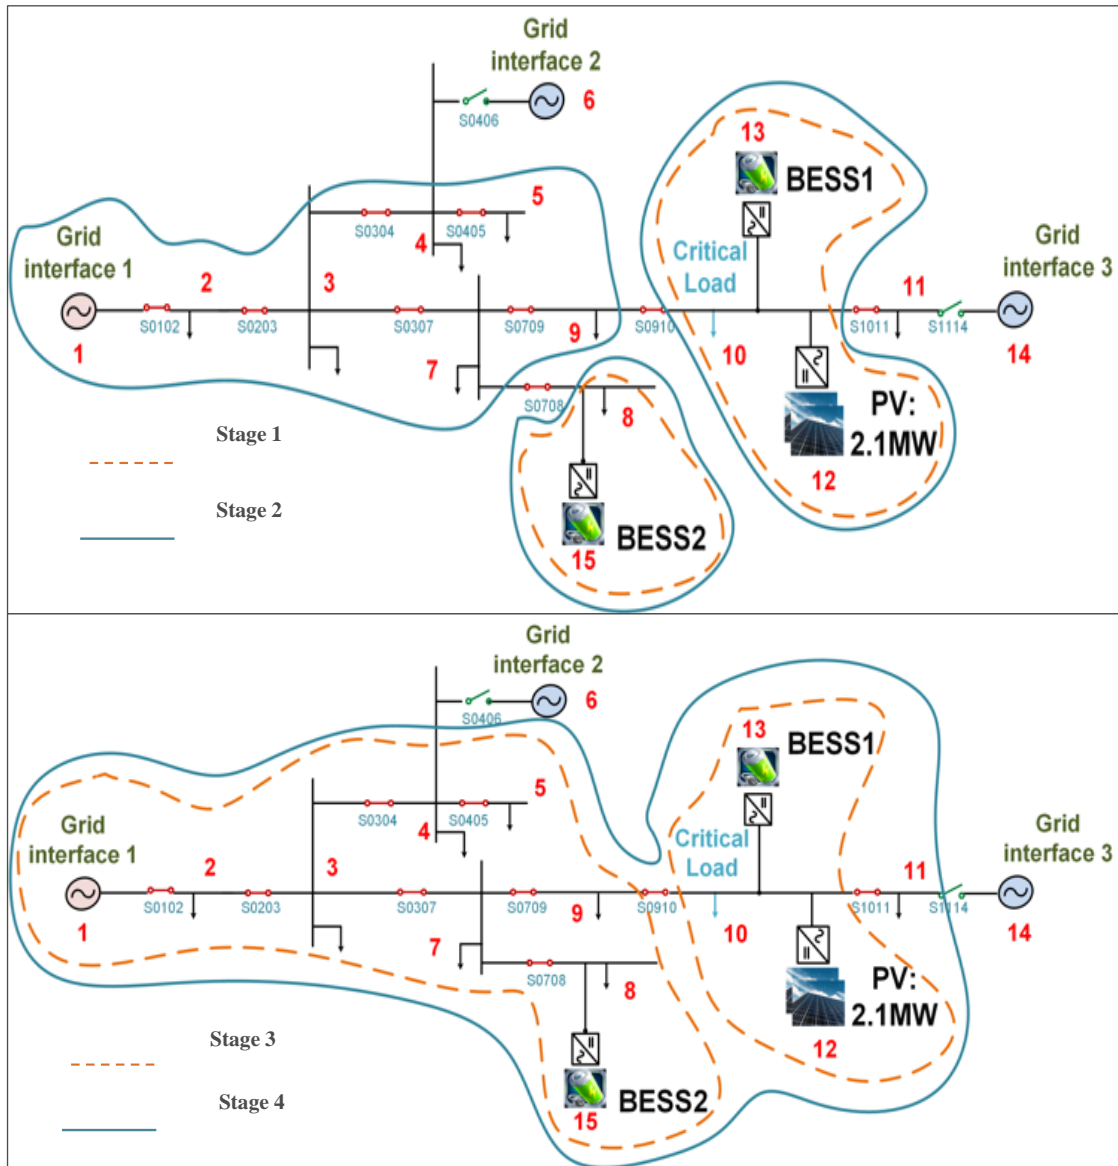 Grid
interface 2
6
S0406
13
BESS1
5
S0304
4
S0405
Grid
interface 1
2
3
Critical
Load
11
Grid
interface 3
S0102
S0203
S0307
S0709
S0910
S1011
S1114
1
9
10
14
7
S0708
8
PV:
2.1MW
12
Stage 1
Stage 2
BESS2
15
Grid
interface 2
6
S0406
13
BESS1
5
S0304
4
S0405
Grid
interface 1
2
3
Critical
Load
11
Grid
interface 3
S0102
S0203
S0307
S0709
S0910
S1011
S1114
1
9
10
14
7
S0708
8
PV:
2.1MW
12
Stage 3
Stage 4
BESS2
15